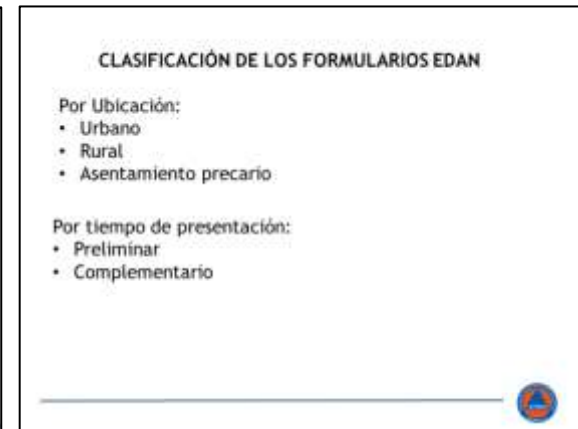 CLASIFICACIÓN DE LOS FORMULARIOS EDAN
Por Ubicación:
• Urbano
• Rural
• Asentamiento precario
Por tiempo de presentación:
• Preliminar
• Complementario